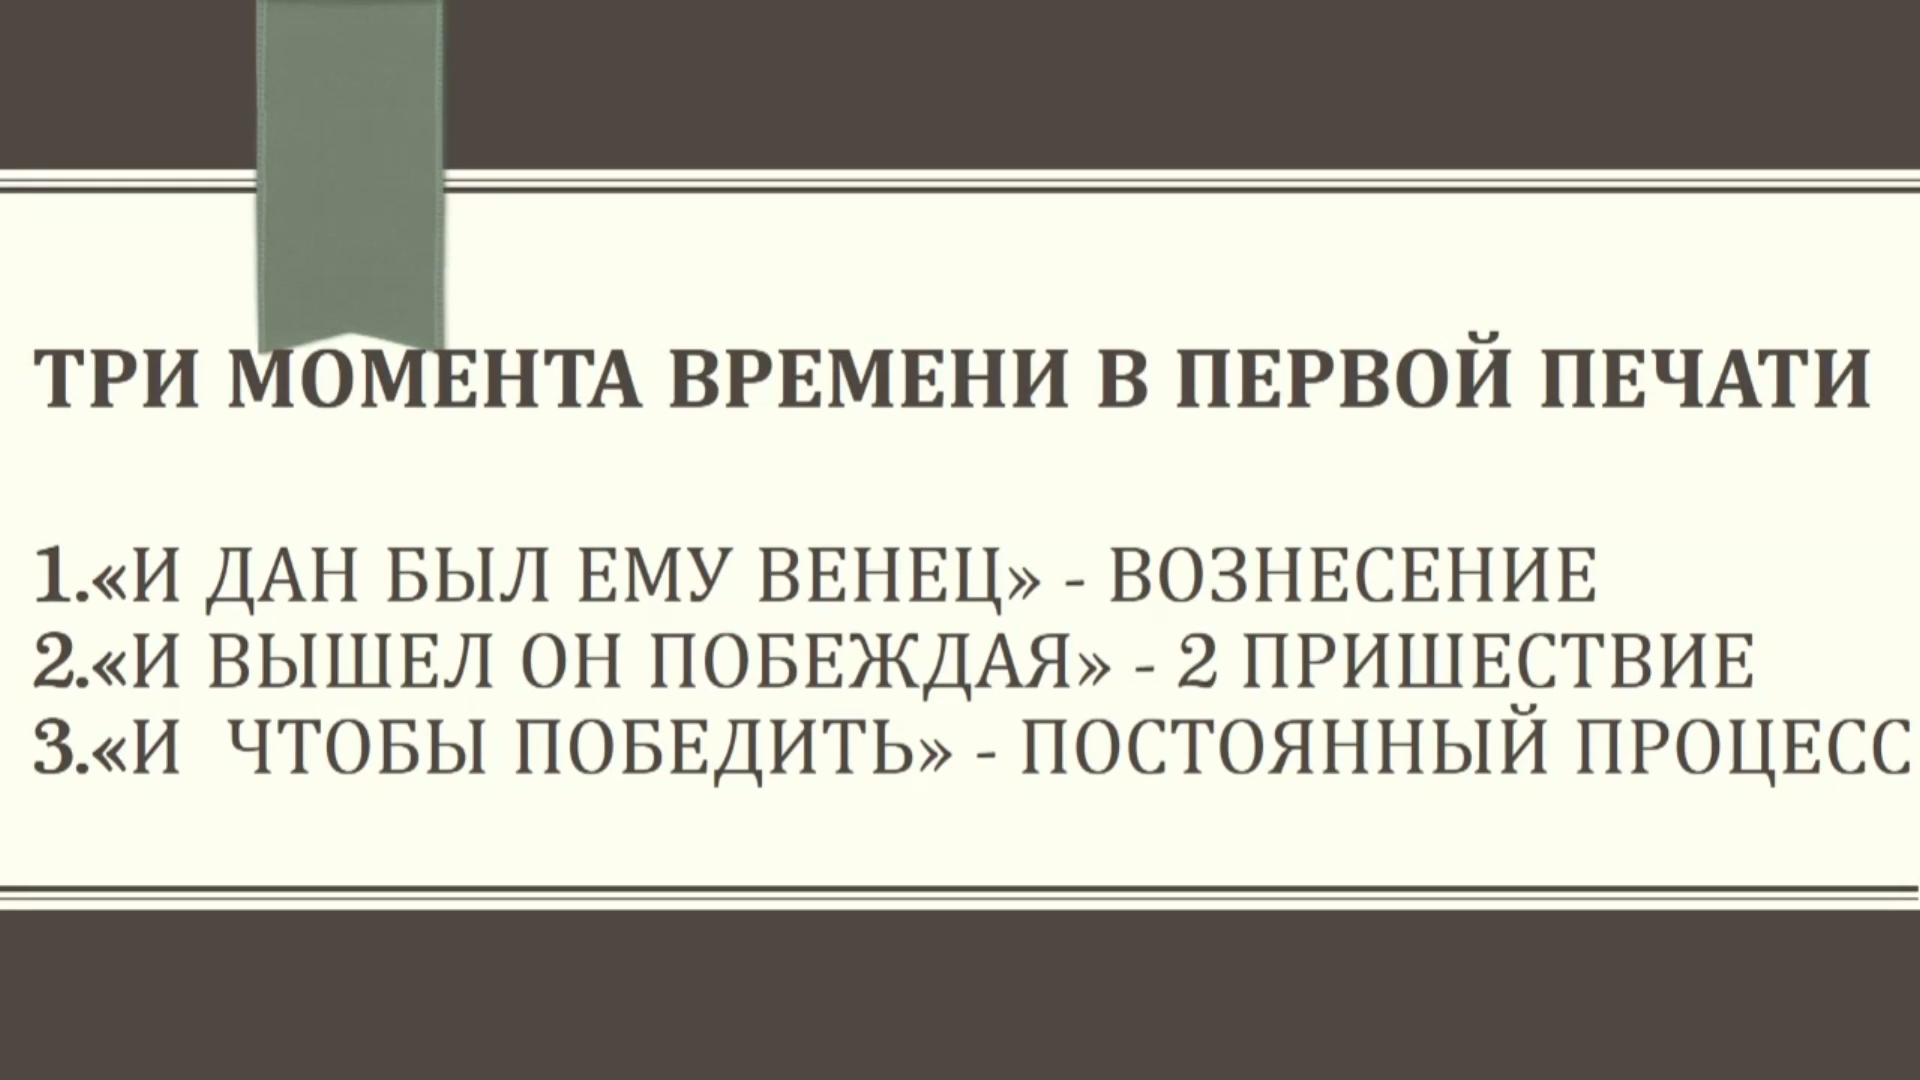 ТРИ МОМЕНТА ВРЕМЕНИ В ПЕРВОЙ ПЕЧАТИ
1.«И ДАН БЫЛ ЕМУ ВЕНЕЦ» - ВОЗНЕСЕНИЕ
2.«И ВЫШЕЛ ОН ПОБЕЖДАЯ» - 2 ПРИШЕСТВИЕ
3.«И  ЧТОБЫ ПОБЕДИТЬ» - ПОСТОЯННЫЙ ПРОЦЕСС